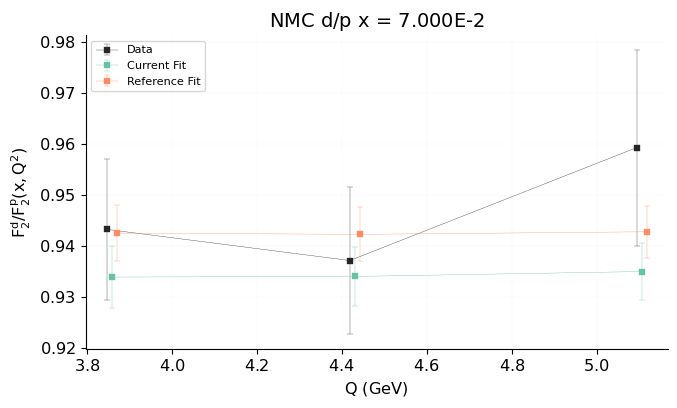 NMC d/p x = 7.000E-2
Data
Current Fit
Reference Fit
0.98
0.97
0.96
0.95
0.94
0.93
0.92
F₂ᵈ/F₂ᵖ(x, Q²)
3.8 4.0 4.2 4.4 4.6 4.8 5.0
Q (GeV)